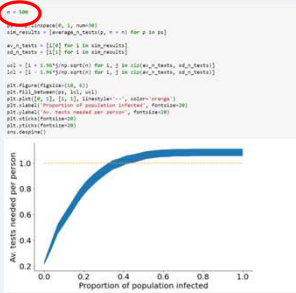 n = 500
ps = np.linspace(0, 1, num=50)
sim_results = [average_n_tests(p, n = n) for p in ps]
av_n_tests = [i[0] for i in sim_results]
sd_n_tests = [i[1] for i in sim_results]
ucl = [i + 1.96*j/np.sqrt(n) for i, j in zip(av_n_tests, sd_n_tests)]
lcl = [i - 1.96*j/np.sqrt(n) for i, j in zip(av_n_tests, sd_n_tests)]
plt.figure(figsize=(10, 6))
plt.fill_between(ps, lcl, ucl)
plt.plot([0, 1], [1, 1], linestyle='--', color='orange')
plt.xlabel('Proportion of population infected', fontsize=20)
plt.ylabel('Av. tests needed per person', fontsize=20)
plt.xticks(fontsize=20)
plt.yticks(fontsize=20)
sns.despine()
Av. tests needed per person
1.0
0.8
0.6
0.4
0.2
0.0 0.2 0.4 0.6 0.8 1.0
Proportion of population infected